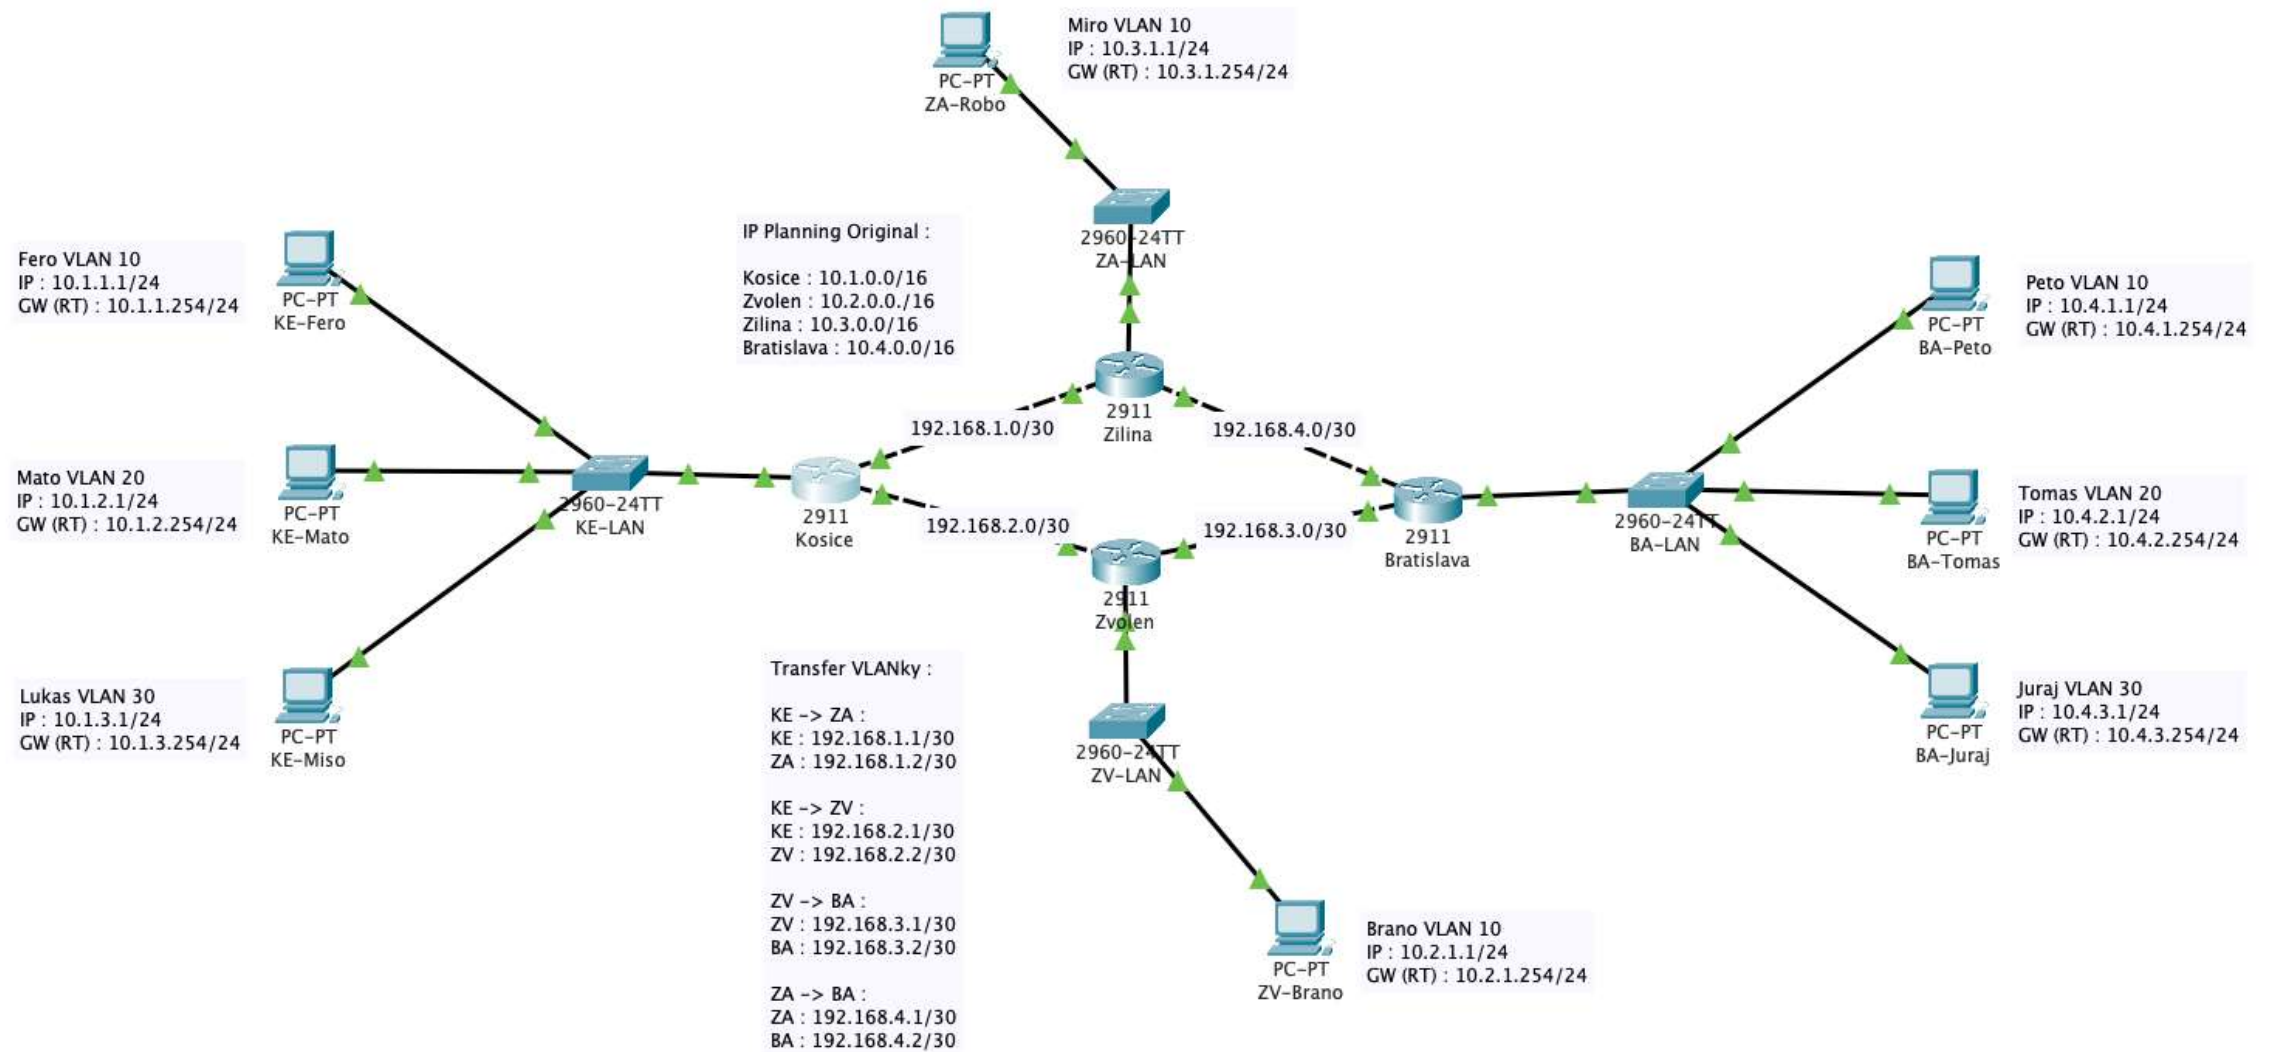 Miro VLAN 10
IP : 10.3.1.1/24
GW (RT) : 10.3.1.254/24
PC-PT
ZA-Robo
2960-24TT
ZA-LAN
IP Planning Original :
Kosice : 10.1.0.0/16
Zvolen : 10.2.0.0./16
Zilina : 10.3.0.0/16
Bratislava : 10.4.0.0/16
Fero VLAN 10
IP : 10.1.1.1/24
GW (RT) : 10.1.1.254/24
PC-PT
KE-Fero
Peto VLAN 10
IP : 10.4.1.1/24
GW (RT) : 10.4.1.254/24
PC-PT
BA-Peto
2911
Zilina
192.168.1.0/30
192.168.4.0/30
Mato VLAN 20
IP : 10.1.2.1/24
GW (RT) : 10.1.2.254/24
PC-PT
KE-Mato
2960-24TT
KE-LAN
2911
Kosice
192.168.2.0/30
192.168.3.0/30
2911
Bratislava
2960-24TT
BA-LAN
PC-PT
BA-Tomas
Tomas VLAN 20
IP : 10.4.2.1/24
GW (RT) : 10.4.2.254/24
2911
Zvolen
Lukas VLAN 30
IP : 10.1.3.1/24
GW (RT) : 10.1.3.254/24
PC-PT
KE-Miso
Transfer VLANky :
KE -> ZA :
KE : 192.168.1.1/30
ZA : 192.168.1.2/30
KE -> ZV :
KE : 192.168.2.1/30
ZV : 192.168.2.2/30
ZV -> BA :
ZV : 192.168.3.1/30
BA : 192.168.3.2/30
ZA -> BA :
ZA : 192.168.4.1/30
BA : 192.168.4.2/30
2960-24TT
ZV-LAN
PC-PT
BA-Juraj
Juraj VLAN 30
IP : 10.4.3.1/24
GW (RT) : 10.4.3.254/24
PC-PT
ZV-Brano
Brano VLAN 10
IP : 10.2.1.1/24
GW (RT) : 10.2.1.254/24